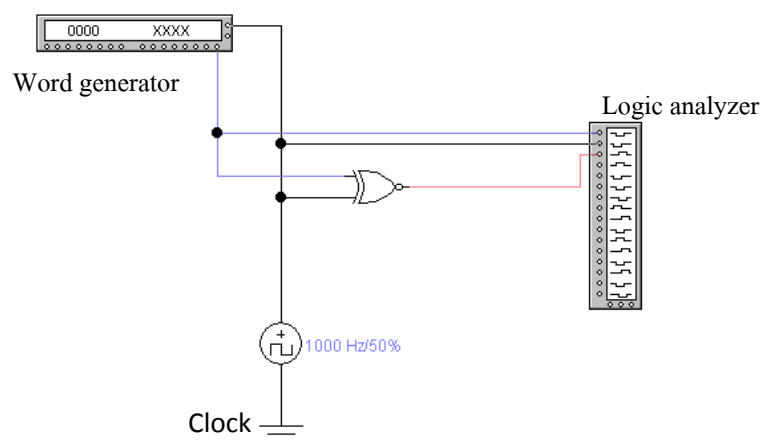 0000 XXXX
Word generator
Logic analyzer
1000 Hz/50%
Clock